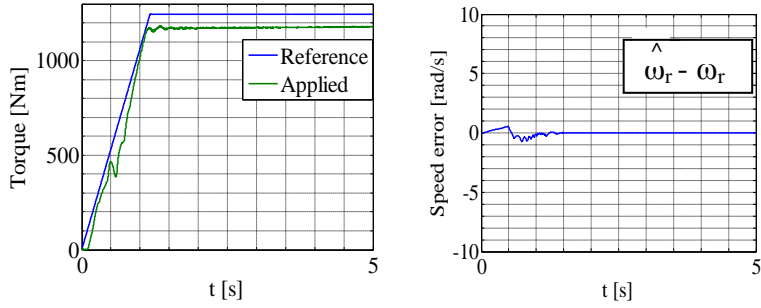 Torque [Nm]
1000
500
0
Reference
Applied
0
5
t [s]
Speed error [rad/s]
10
5
0
-5
-10
ω̂r - ωr
0
5
t [s]